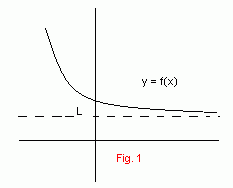 y = f(x)
L
Fig. 1